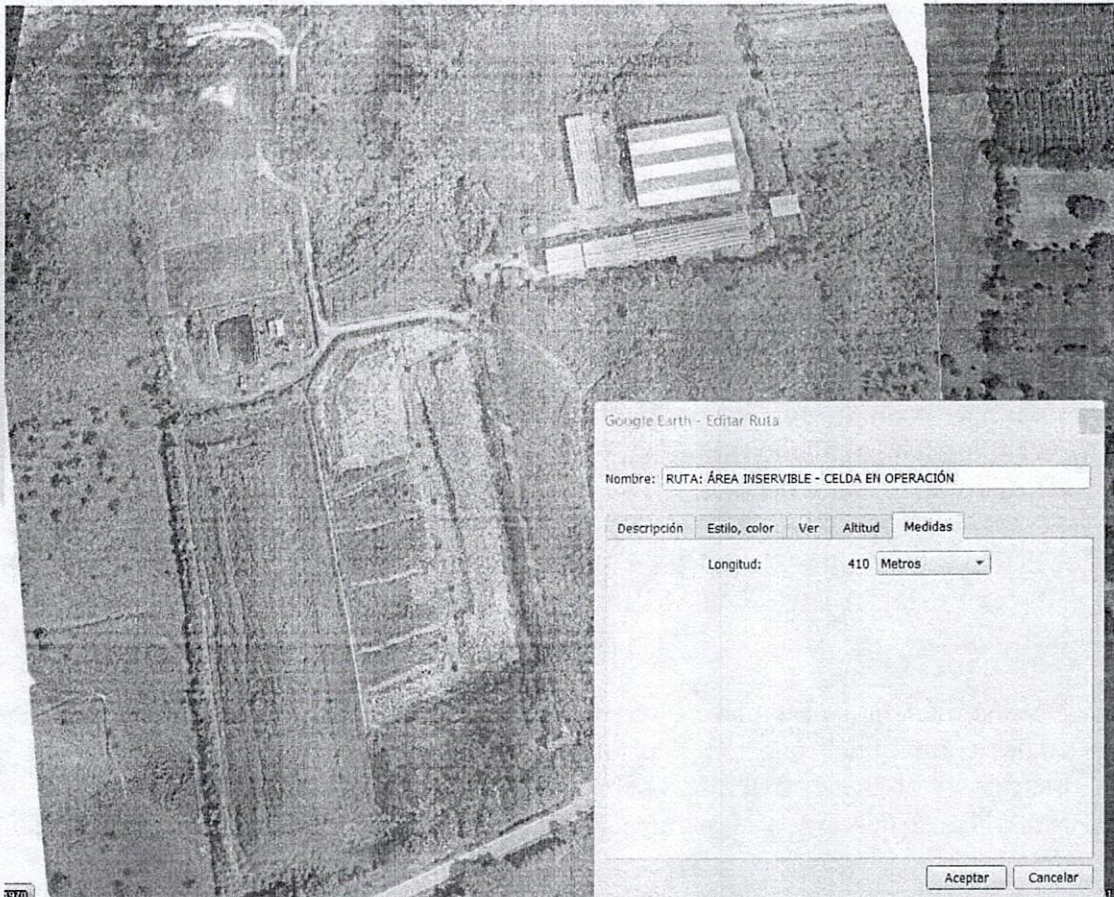 Google Earth - Editar Ruta
Nombre: RUTA: ÁREA INSERVIBLE - CELDA EN OPERACIÓN
Descripción Estilo, color Ver Altitud Medidas
Longitud: 410 Metros
Aceptar Cancelar